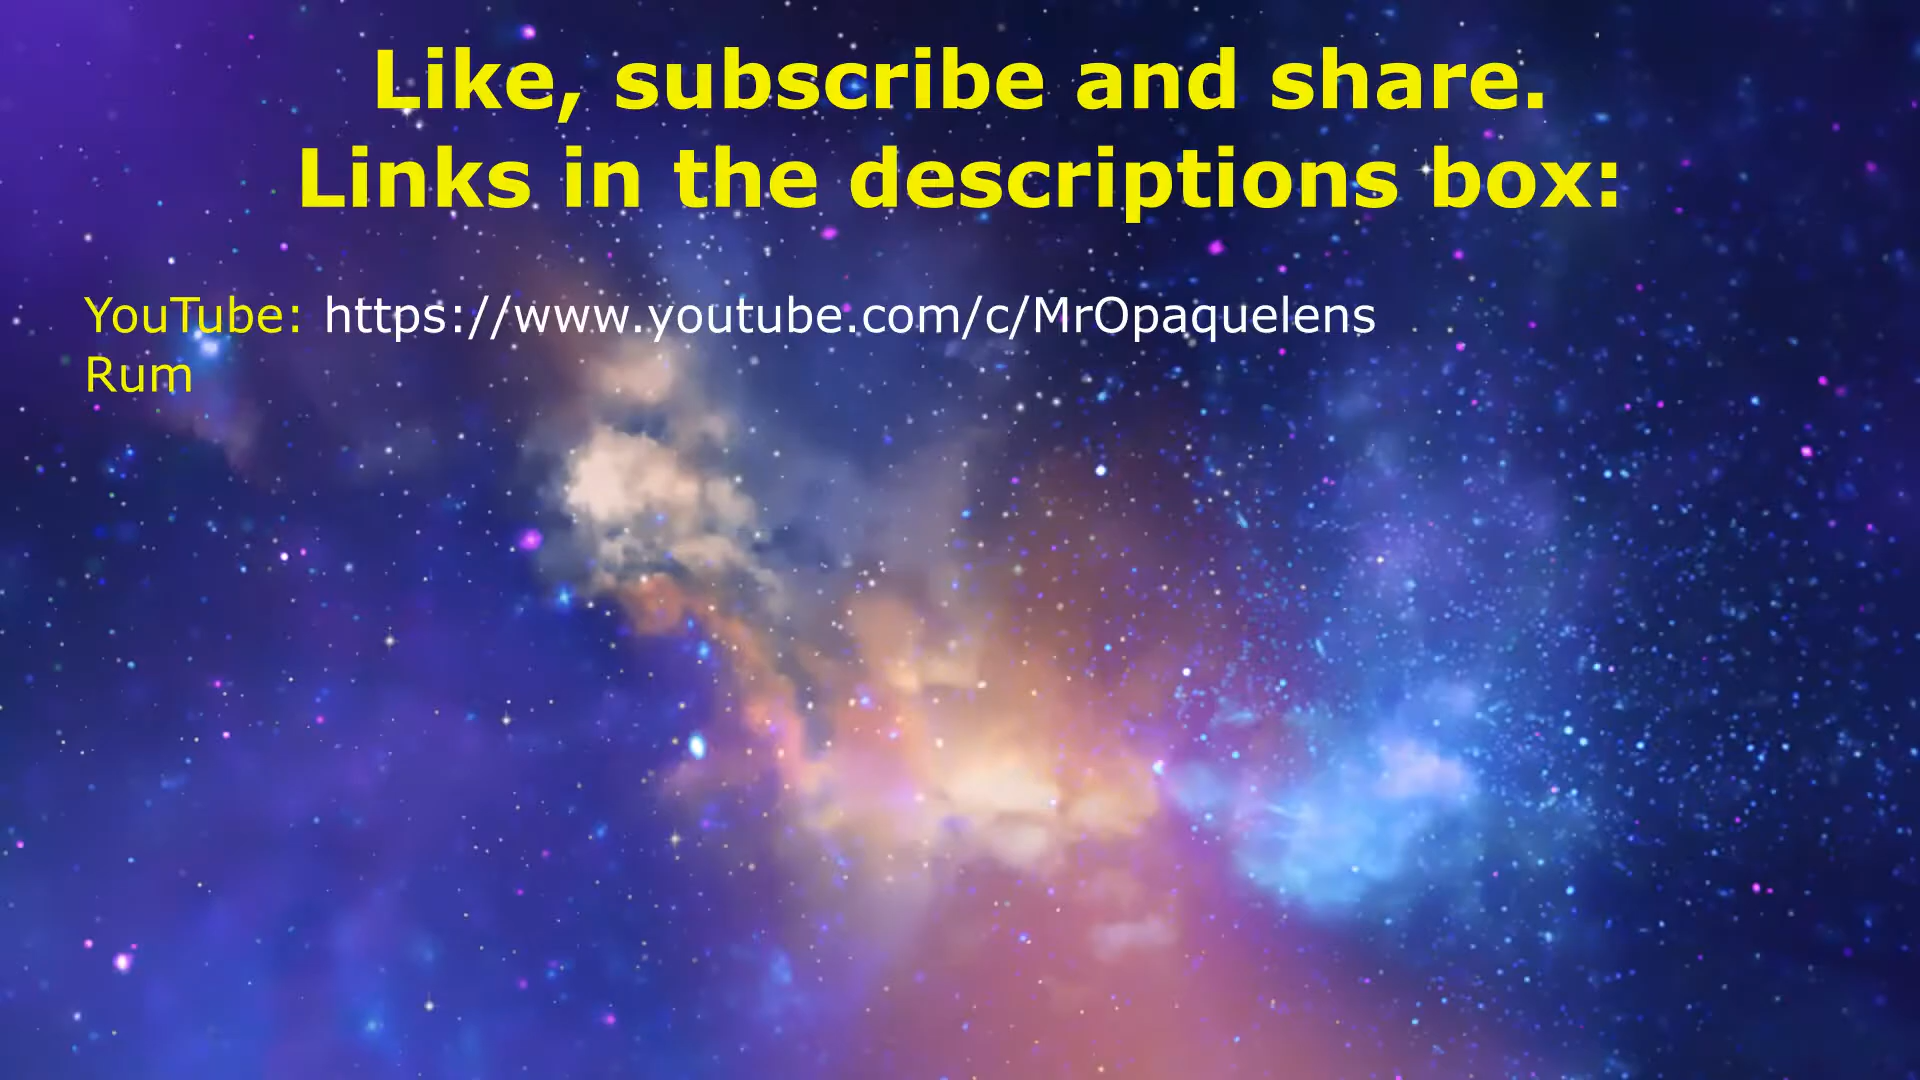 Like, subscribe and share.
Links in the descriptions box:
YouTube: https://www.youtube.com/c/MrOpaquelens
Rum